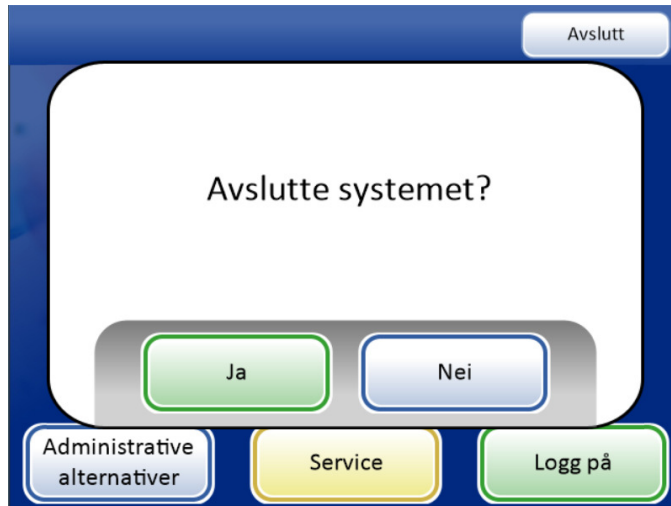 Avslutt
Avslutte systemet?
Ja
Nei
Administrative
alternativer
Service
Logg på